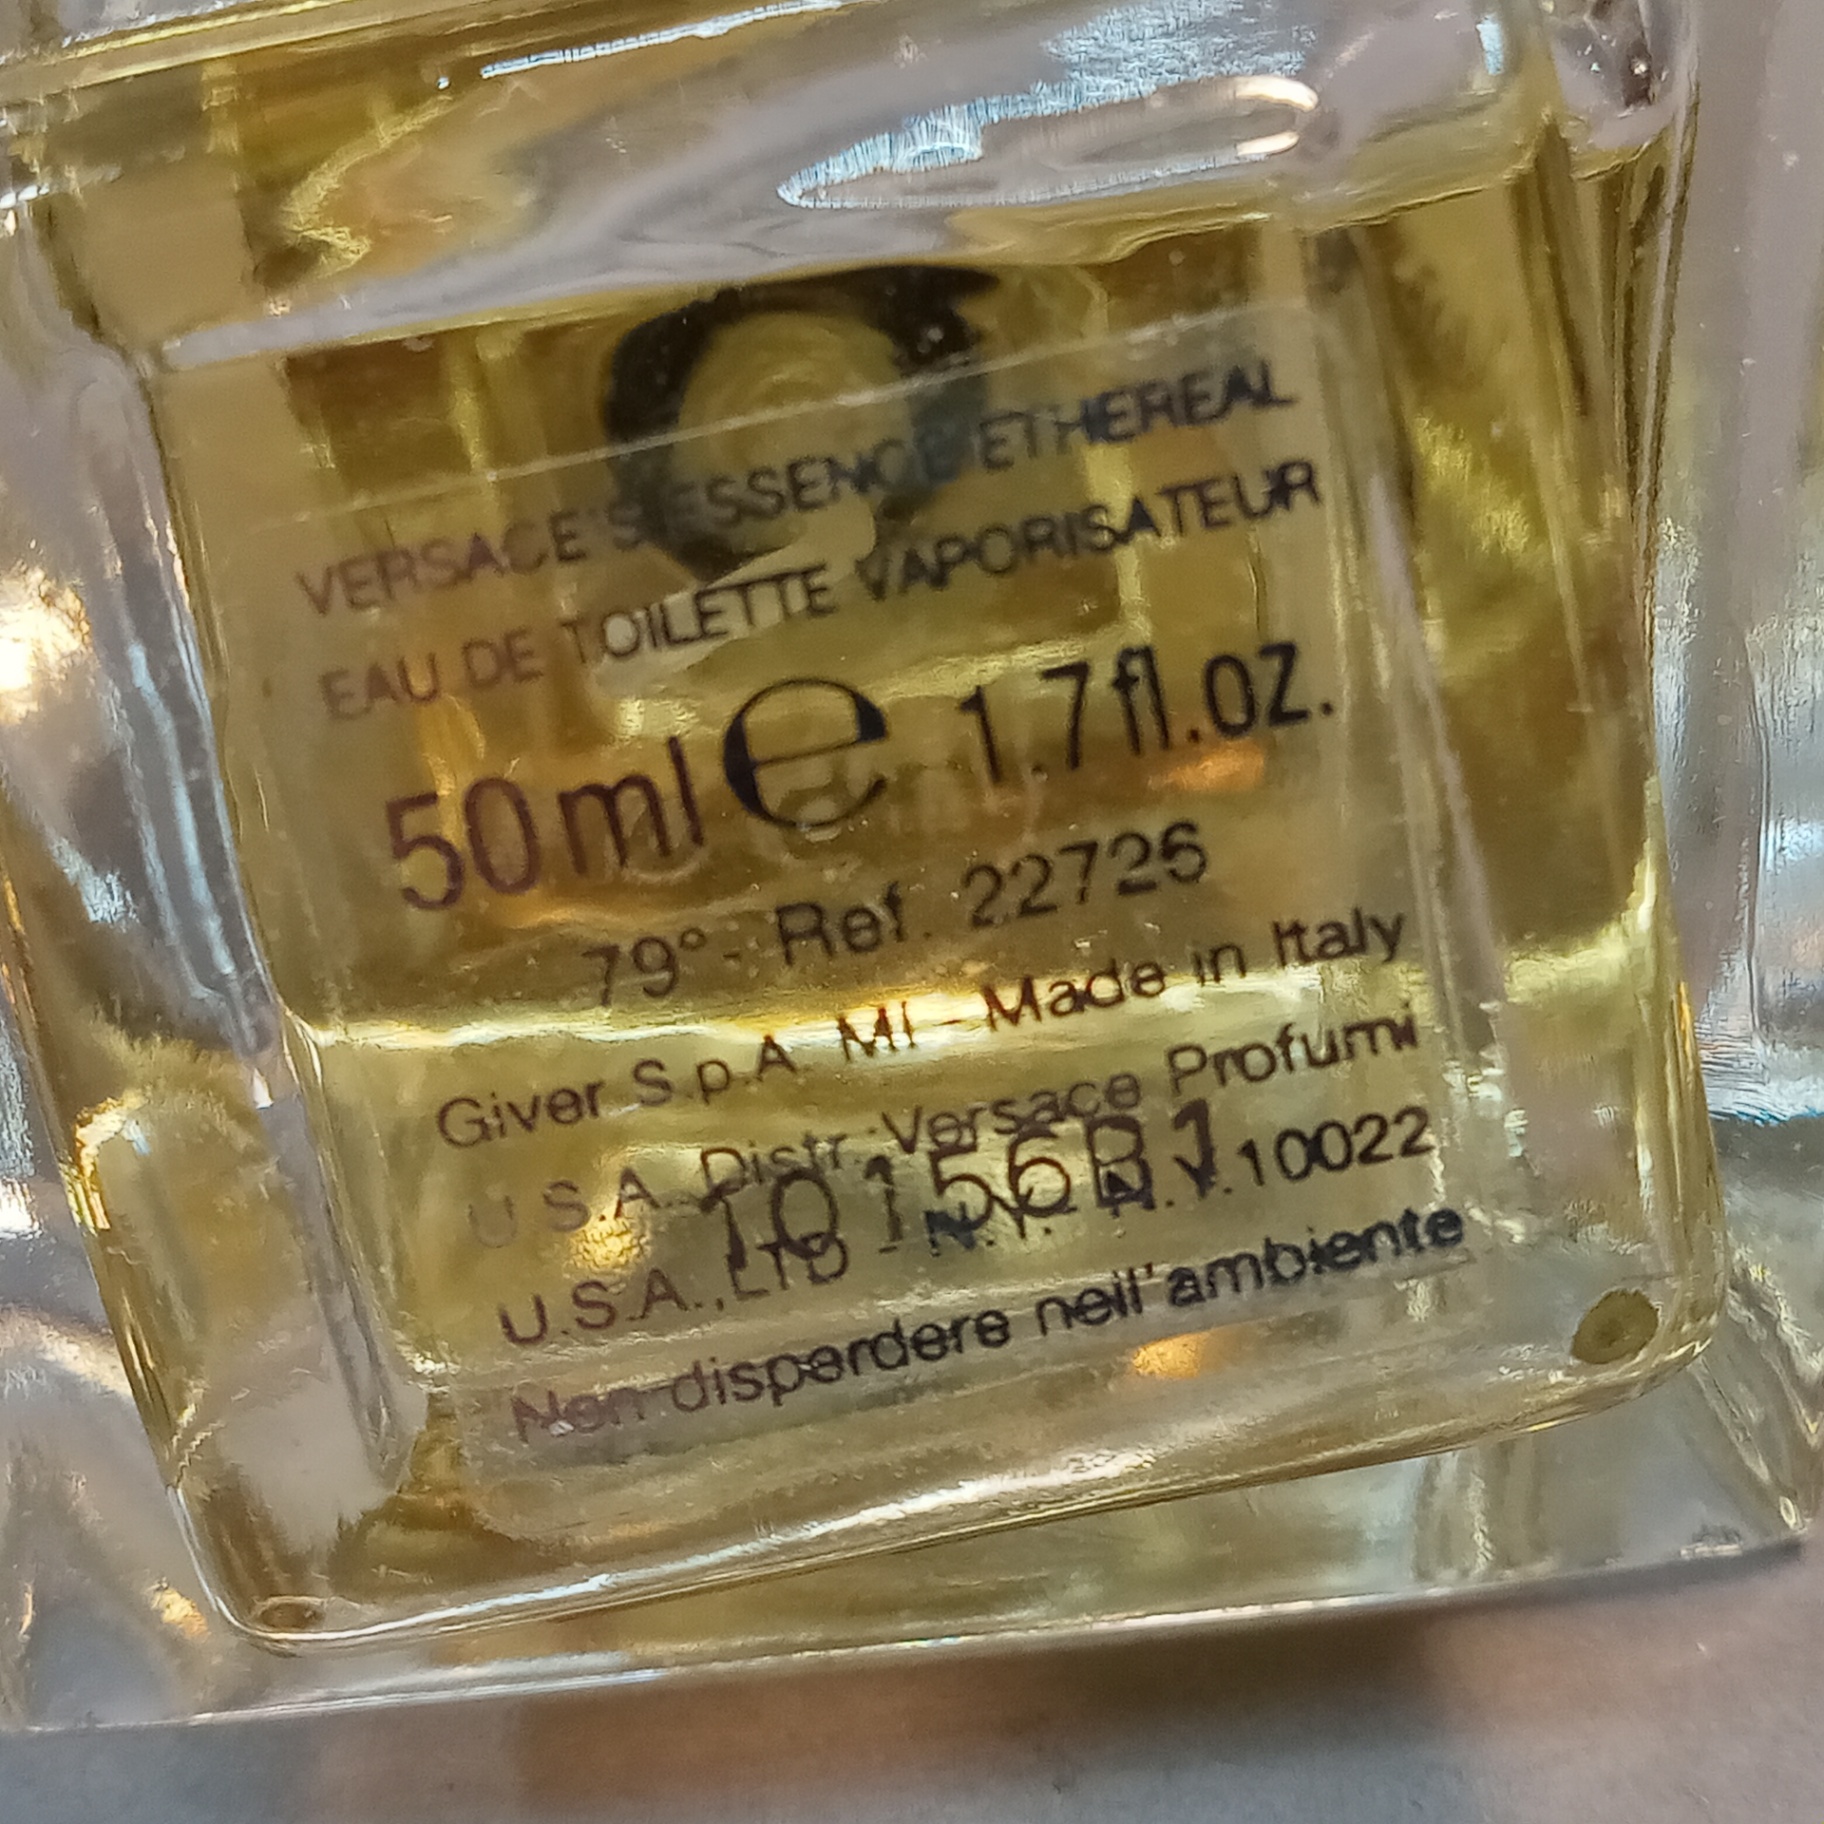 VERSACE'S ESSENCE ETHEREAL
EAU DE TOILETTE VAPORISATEUR
50 ml e 1.7 fl.oz.
79° - Ref. 22726
Giver S.p.A. MI - Made in Italy
U.S.A. Distr.: Versace Profumi
10156B1
U.S.A., LTD - N.Y. N.Y. 10022
Non disperdere nell'ambiente